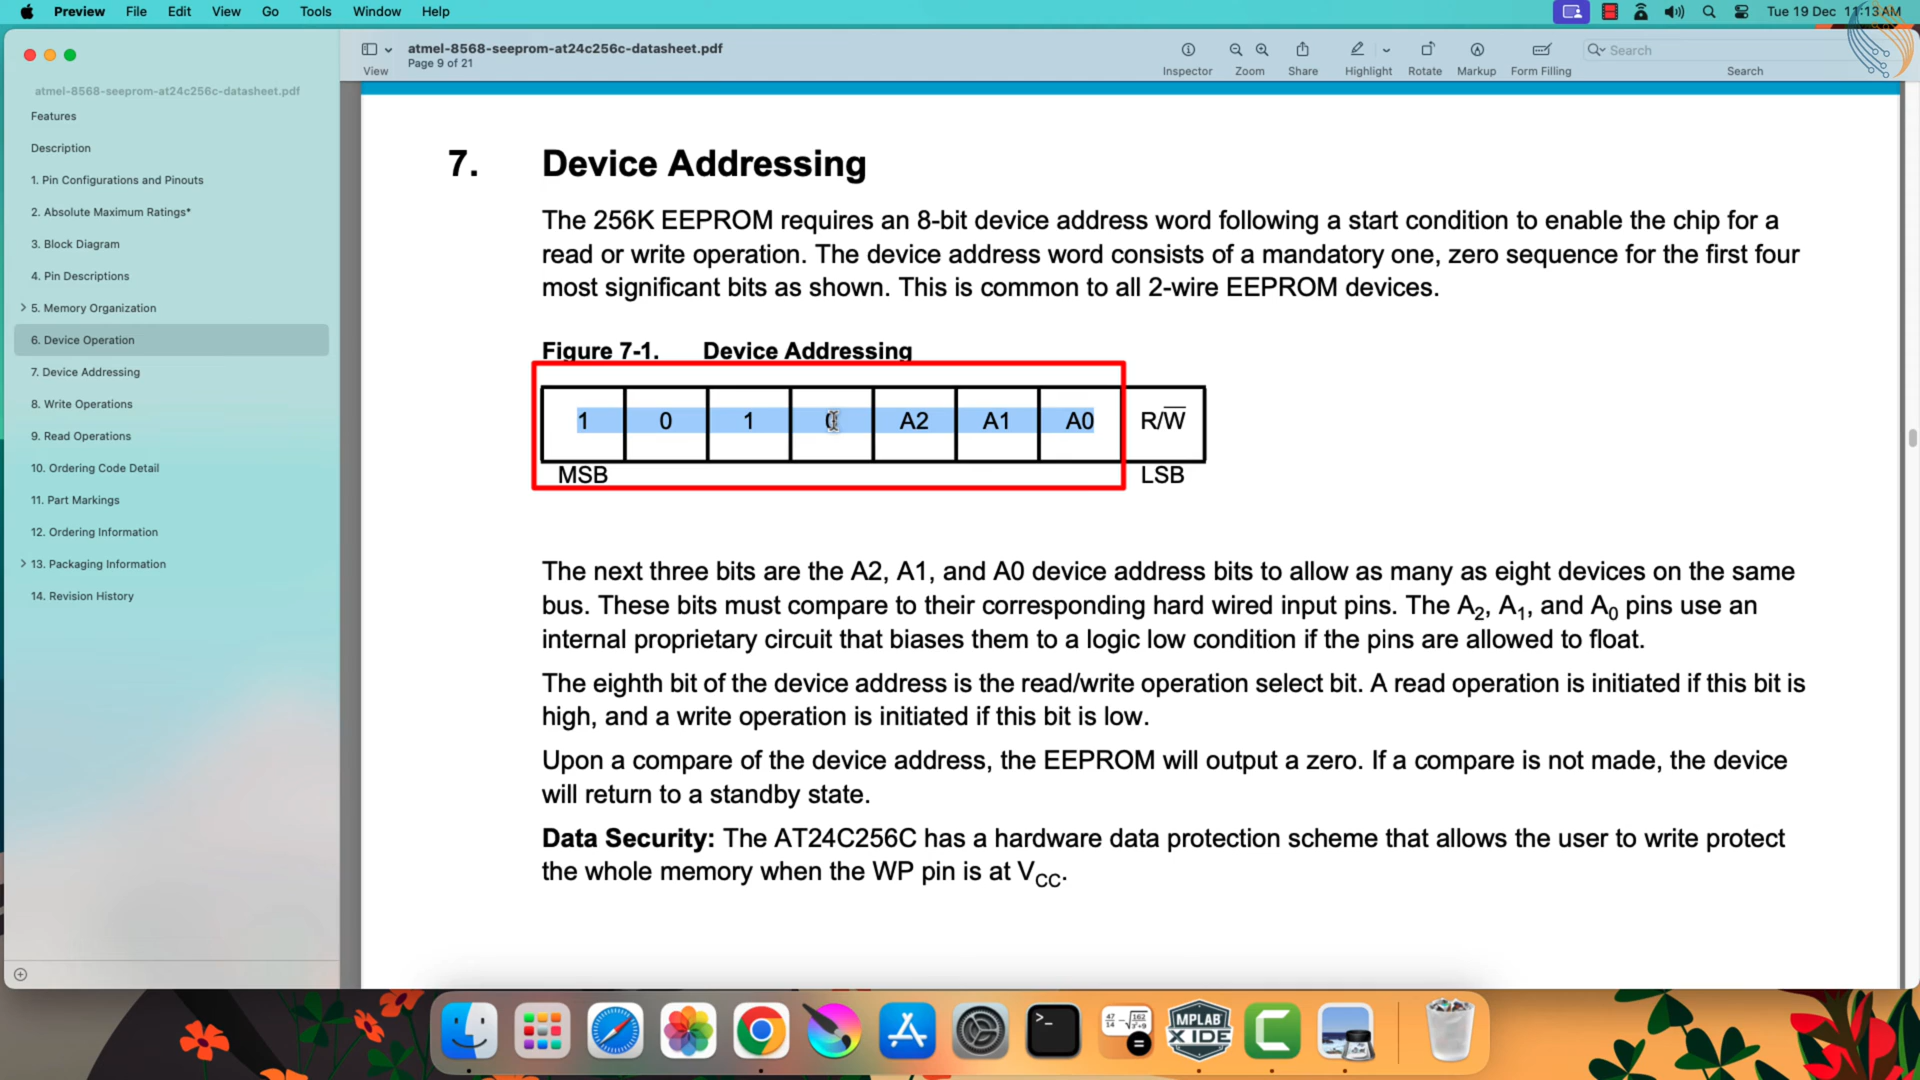 Preview File Edit View Go Tools Window Help
Tue 19 Dec 11:13 AM
atmel-8568-seeprom-at24c256c-datasheet.pdf
Page 9 of 21
View
Inspector
Zoom
Share
Highlight
Rotate
Markup
Form Filling
Search
Search
atmel-8568-seeprom-at24c256c-datasheet.pdf
Features
Description
1. Pin Configurations and Pinouts
2. Absolute Maximum Ratings*
3. Block Diagram
4. Pin Descriptions
5. Memory Organization
6. Device Operation
7. Device Addressing
8. Write Operations
9. Read Operations
10. Ordering Code Detail
11. Part Markings
12. Ordering Information
13. Packaging Information
14. Revision History
7. Device Addressing
The 256K EEPROM requires an 8-bit device address word following a start condition to enable the chip for a
read or write operation. The device address word consists of a mandatory one, zero sequence for the first four
most significant bits as shown. This is common to all 2-wire EEPROM devices.
Figure 7-1. Device Addressing
1 0 1 0 A2 A1 A0 R/W̅
MSB LSB
The next three bits are the A2, A1, and A0 device address bits to allow as many as eight devices on the same
bus. These bits must compare to their corresponding hard wired input pins. The A2, A1, and A0 pins use an
internal proprietary circuit that biases them to a logic low condition if the pins are allowed to float.
The eighth bit of the device address is the read/write operation select bit. A read operation is initiated if this bit is
high, and a write operation is initiated if this bit is low.
Upon a compare of the device address, the EEPROM will output a zero. If a compare is not made, the device
will return to a standby state.
Data Security: The AT24C256C has a hardware data protection scheme that allows the user to write protect
the whole memory when the WP pin is at VCC.
MPLAB
X IDE